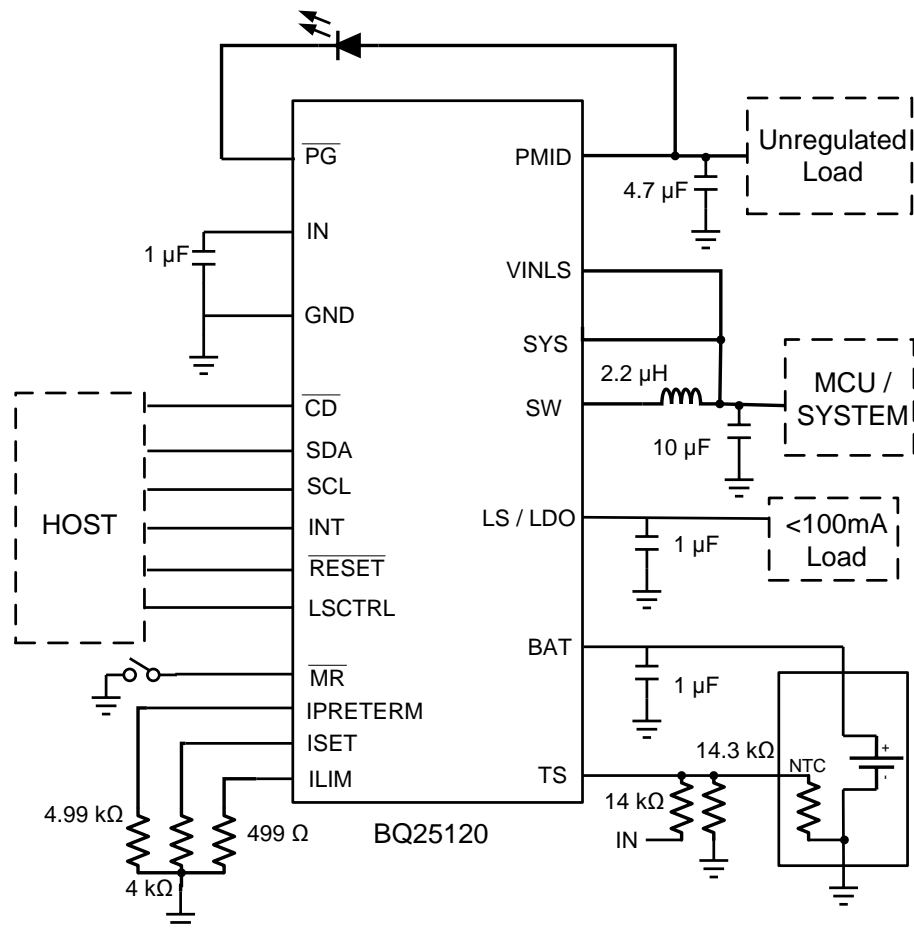 PG
PMID
Unregulated
Load
4.7 µF
IN
1 µF
GND
VINLS
SYS
2.2 µH
SW
MCU /
SYSTEM
10 µF
HOST
CD
SDA
SCL
INT
RESET
LSCTRL
LS / LDO
<100mA
Load
1 µF
BAT
1 µF
MR
IPRETERM
ISET
ILIM
TS
14.3 kΩ
NTC
+
-
14 kΩ
IN
4.99 kΩ
4 kΩ
499 Ω
BQ25120